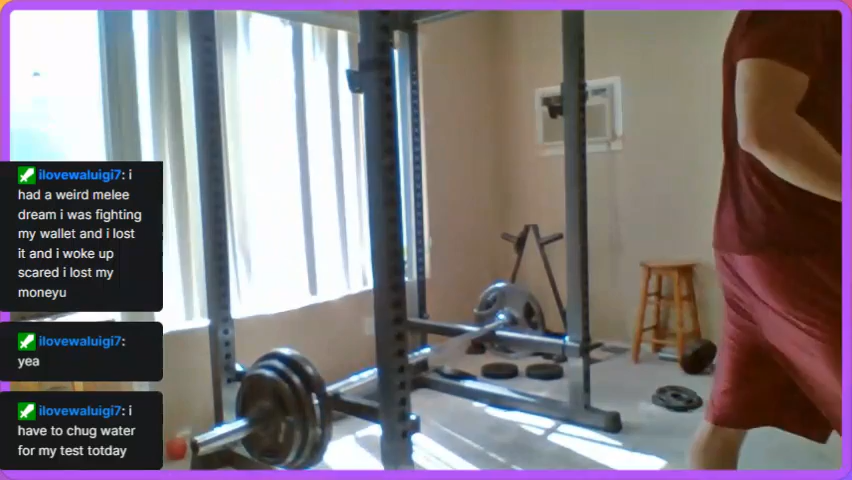 ilovewaluigi7: i
had a weird melee
dream i was fighting
my wallet and i lost
it and i woke up
scared i lost my
moneyu
ilovewaluigi7:
yea
ilovewaluigi7: i
have to chug water
for my test totday